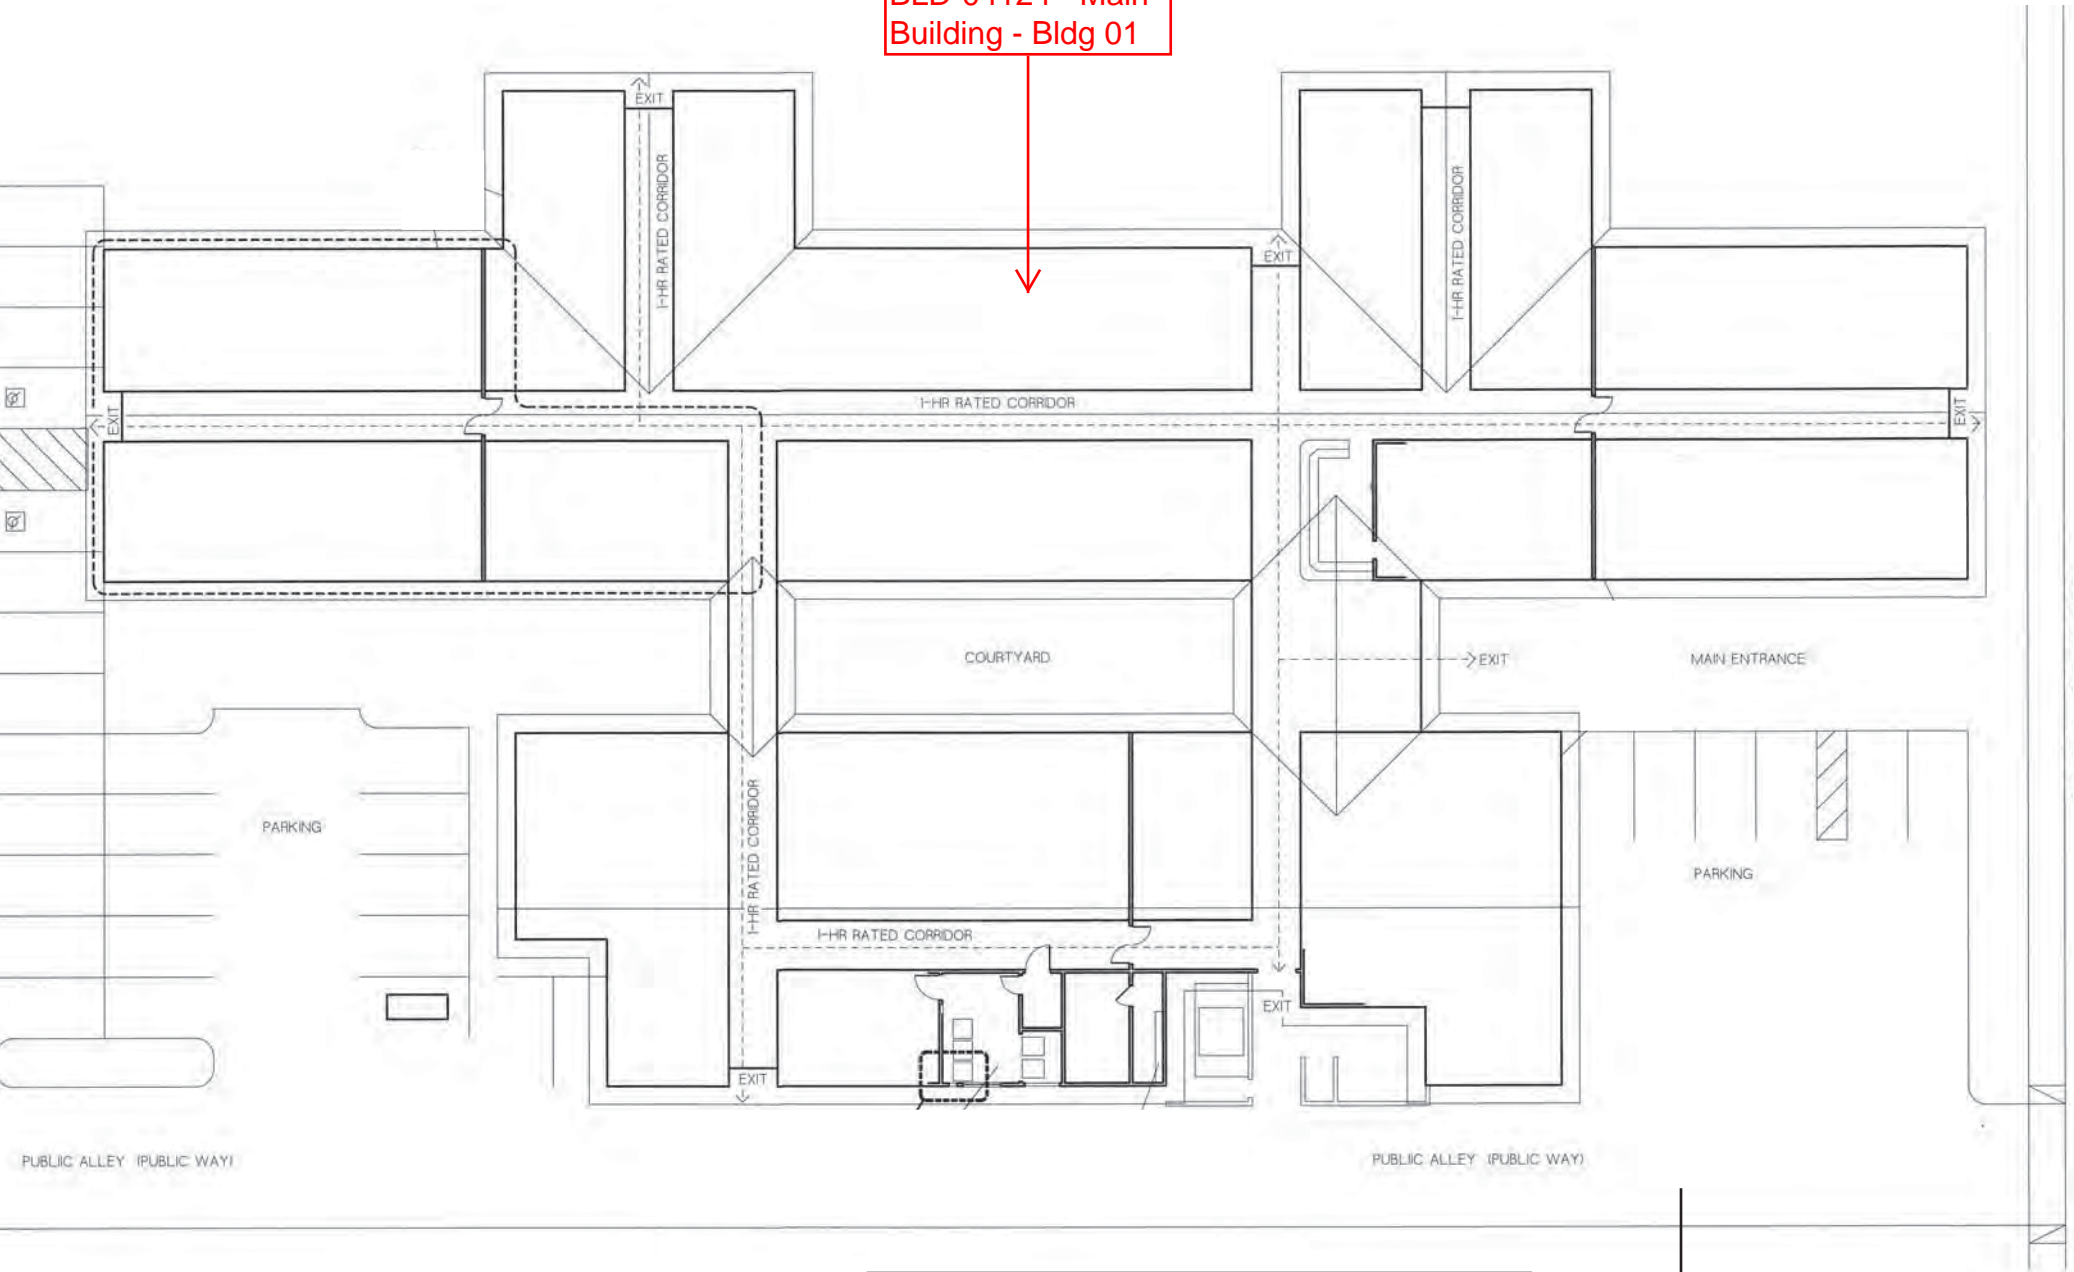 Building - Bldg 01
EXIT
1-HR RATED CORRIDOR
1-HR RATED CORRIDOR
EXIT
1-HR RATED CORRIDOR
EXIT
EXIT
COURTYARD
EXIT
MAIN ENTRANCE
PARKING
1-HR RATED CORRIDOR
PARKING
1-HR RATED CORRIDOR
EXIT
EXIT
PUBLIIC ALLEY (PUBLIC WAY)
PUBLIIC ALLEY (PUBLIC WAY)